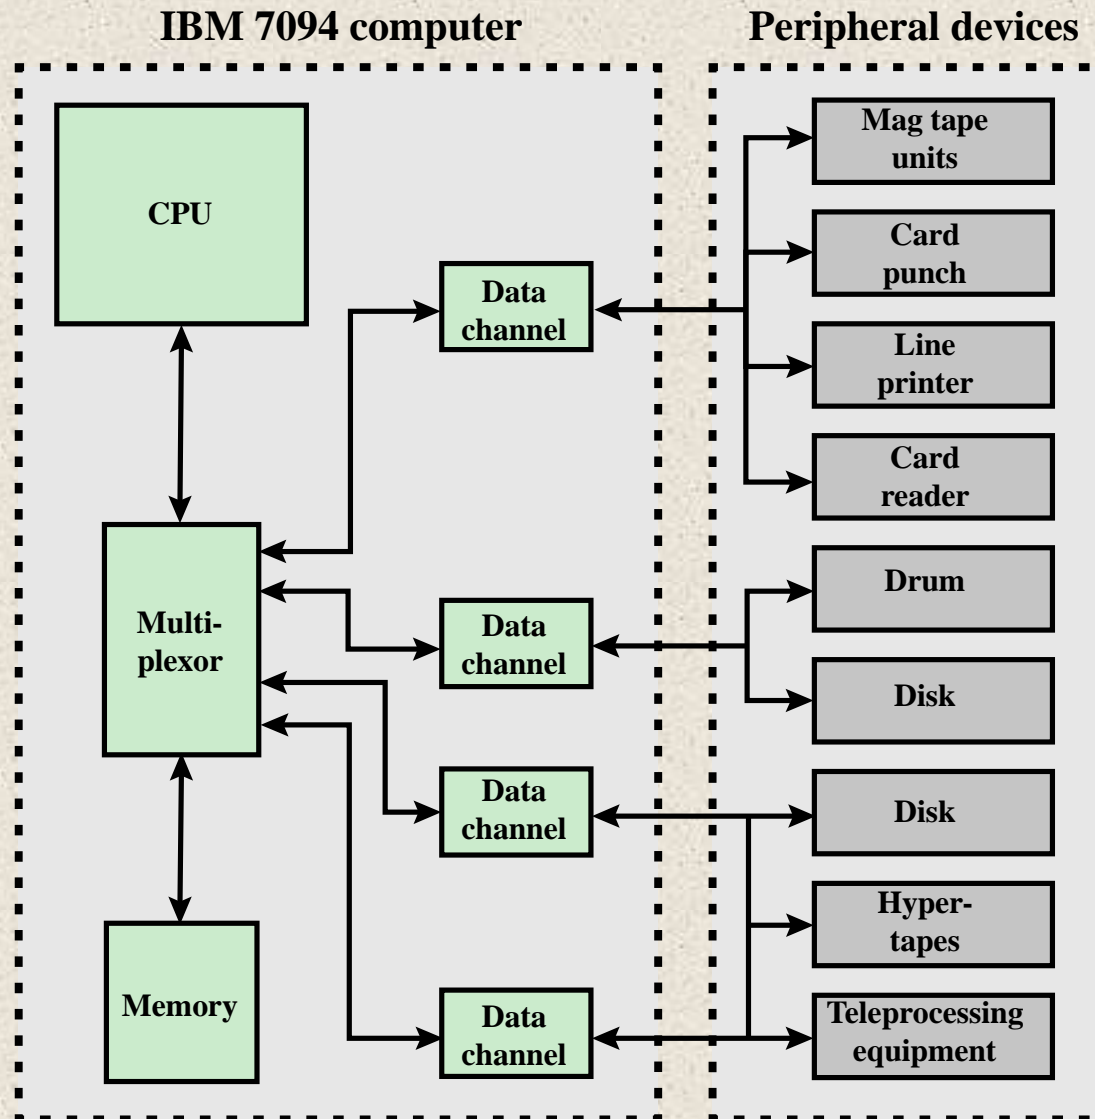 IBM 7094 computer
Peripheral devices
CPU
Multi-
plexor
Memory
Data
channel
Data
channel
Data
channel
Data
channel
Mag tape
units
Card
punch
Line
printer
Card
reader
Drum
Disk
Disk
Hyper-
tapes
Teleprocessing
equipment